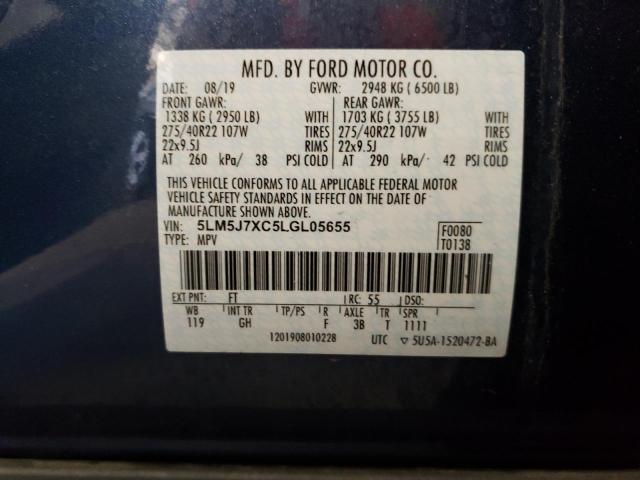 MFD. BY FORD MOTOR CO.
DATE: 08/19 GVWR: 2948 KG ( 6500 LB)
FRONT GAWR: REAR GAWR:
1338 KG ( 2950 LB) WITH 1703 KG ( 3755 LB) WITH
275/40R22 107W TIRES 275/40R22 107W TIRES
22x9.5J RIMS 22x9.5J RIMS
AT 260 kPa/ 38 PSI COLD AT 290 kPa/ 42 PSI COLD
THIS VEHICLE CONFORMS TO ALL APPLICABLE FEDERAL MOTOR
VEHICLE SAFETY STANDARDS IN EFFECT ON THE DATE OF
MANUFACTURE SHOWN ABOVE.
VIN: 5LM5J7XC5LGL05655 F0080
TYPE: MPV T0138
EXT PNT: FT RC: 55 DSO:
WB INT TR TP/PS R AXLE TR SPR
119 GH F 3B T 1111
1201908010228 UTC ▽ 5U5A-1520472-BA